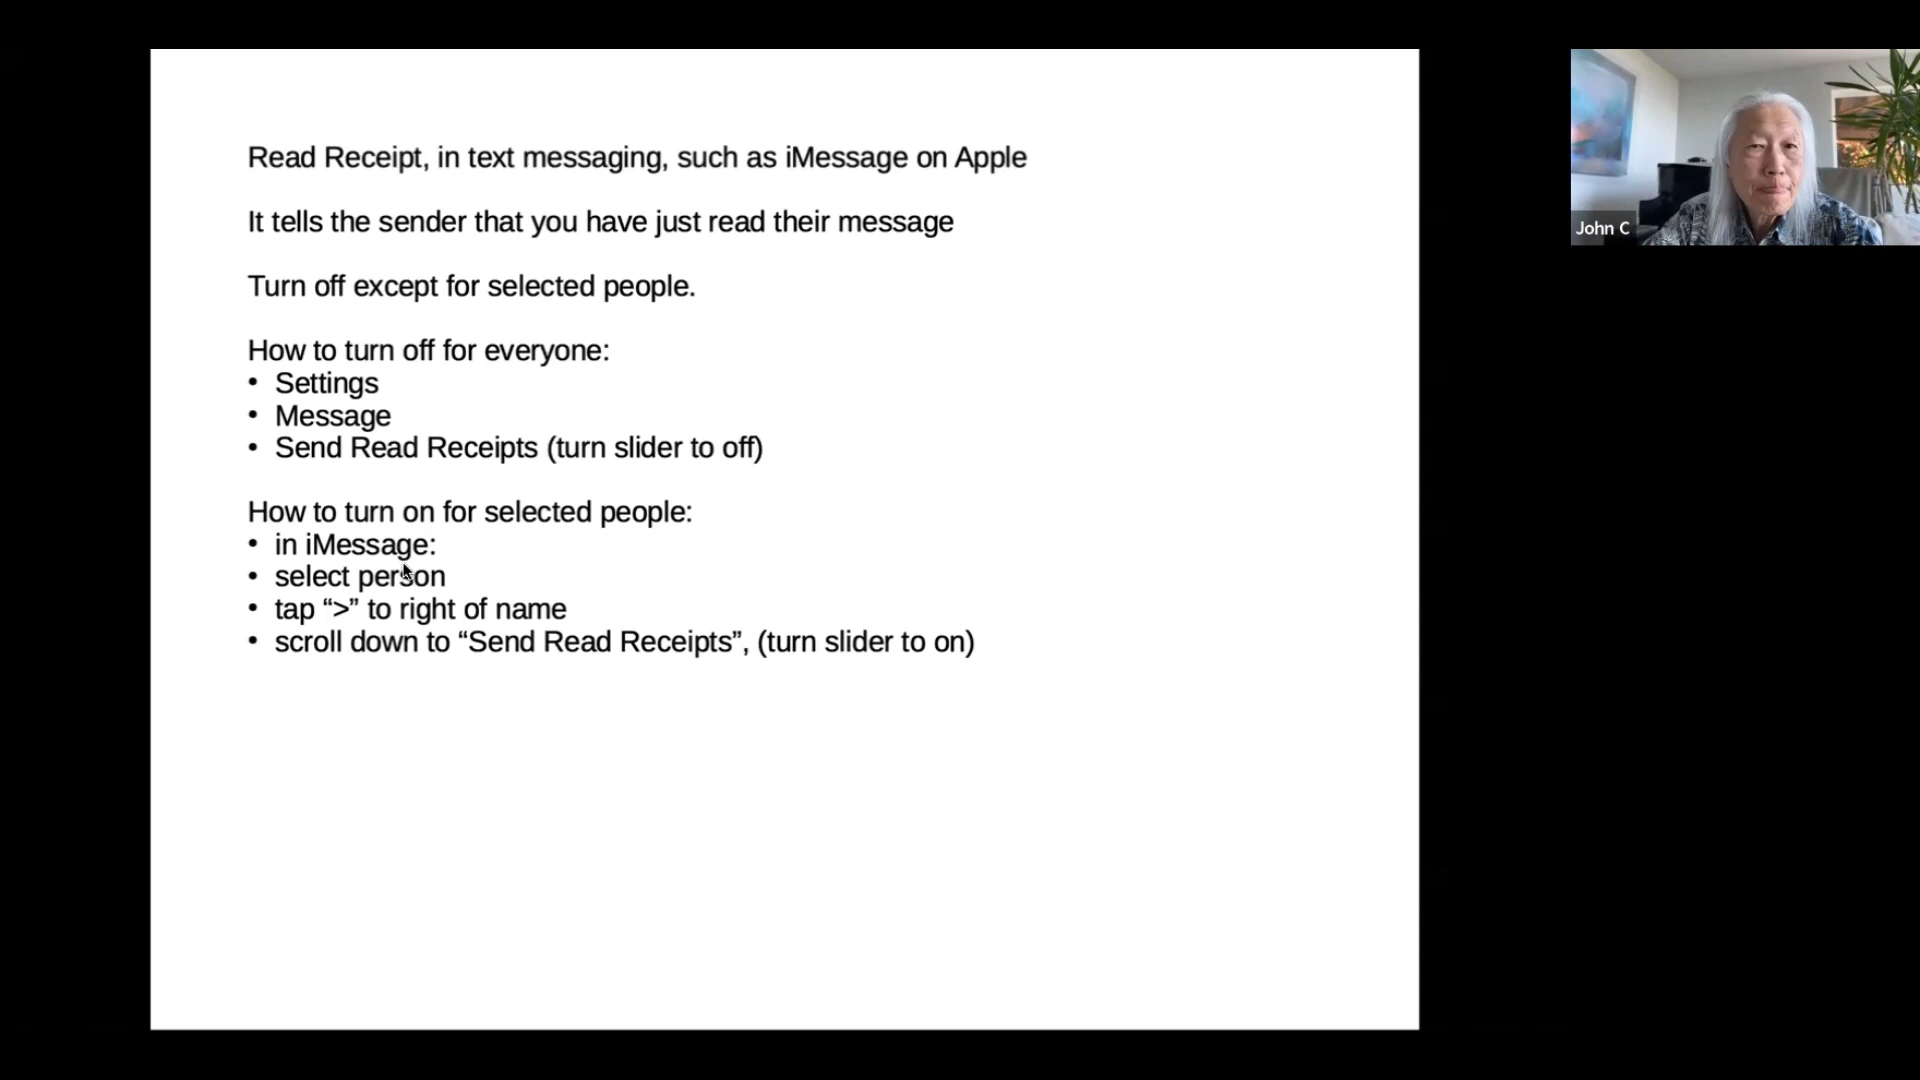 Read Receipt, in text messaging, such as iMessage on Apple
It tells the sender that you have just read their message
Turn off except for selected people.
How to turn off for everyone:
• Settings
• Message
• Send Read Receipts (turn slider to off)
How to turn on for selected people:
• in iMessage:
• select person
• tap “>” to right of name
• scroll down to “Send Read Receipts”, (turn slider to on)
John C